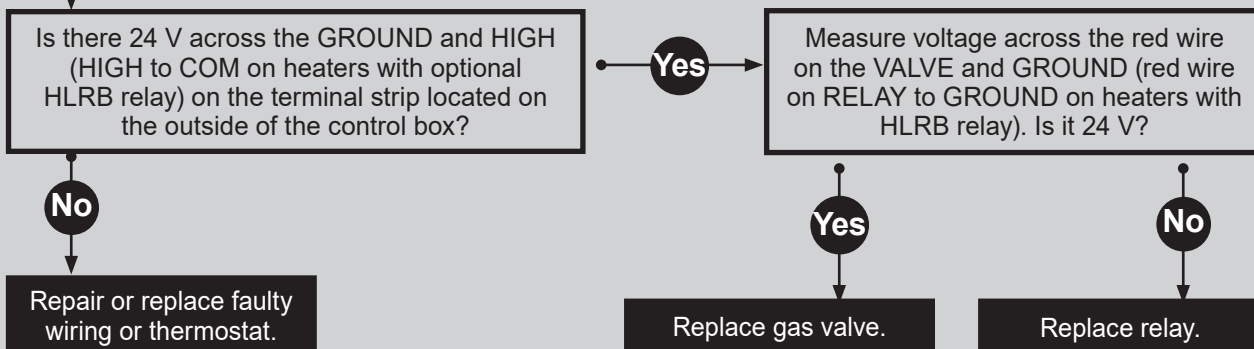 Is there 24 V across the GROUND and HIGH
(HIGH to COM on heaters with optional
HLRB relay) on the terminal strip located on
the outside of the control box?
Yes
Measure voltage across the red wire
on the VALVE and GROUND (red wire
on RELAY to GROUND on heaters with
HLRB relay). Is it 24 V?
No
Yes
No
Repair or replace faulty
wiring or thermostat.
Replace gas valve.
Replace relay.